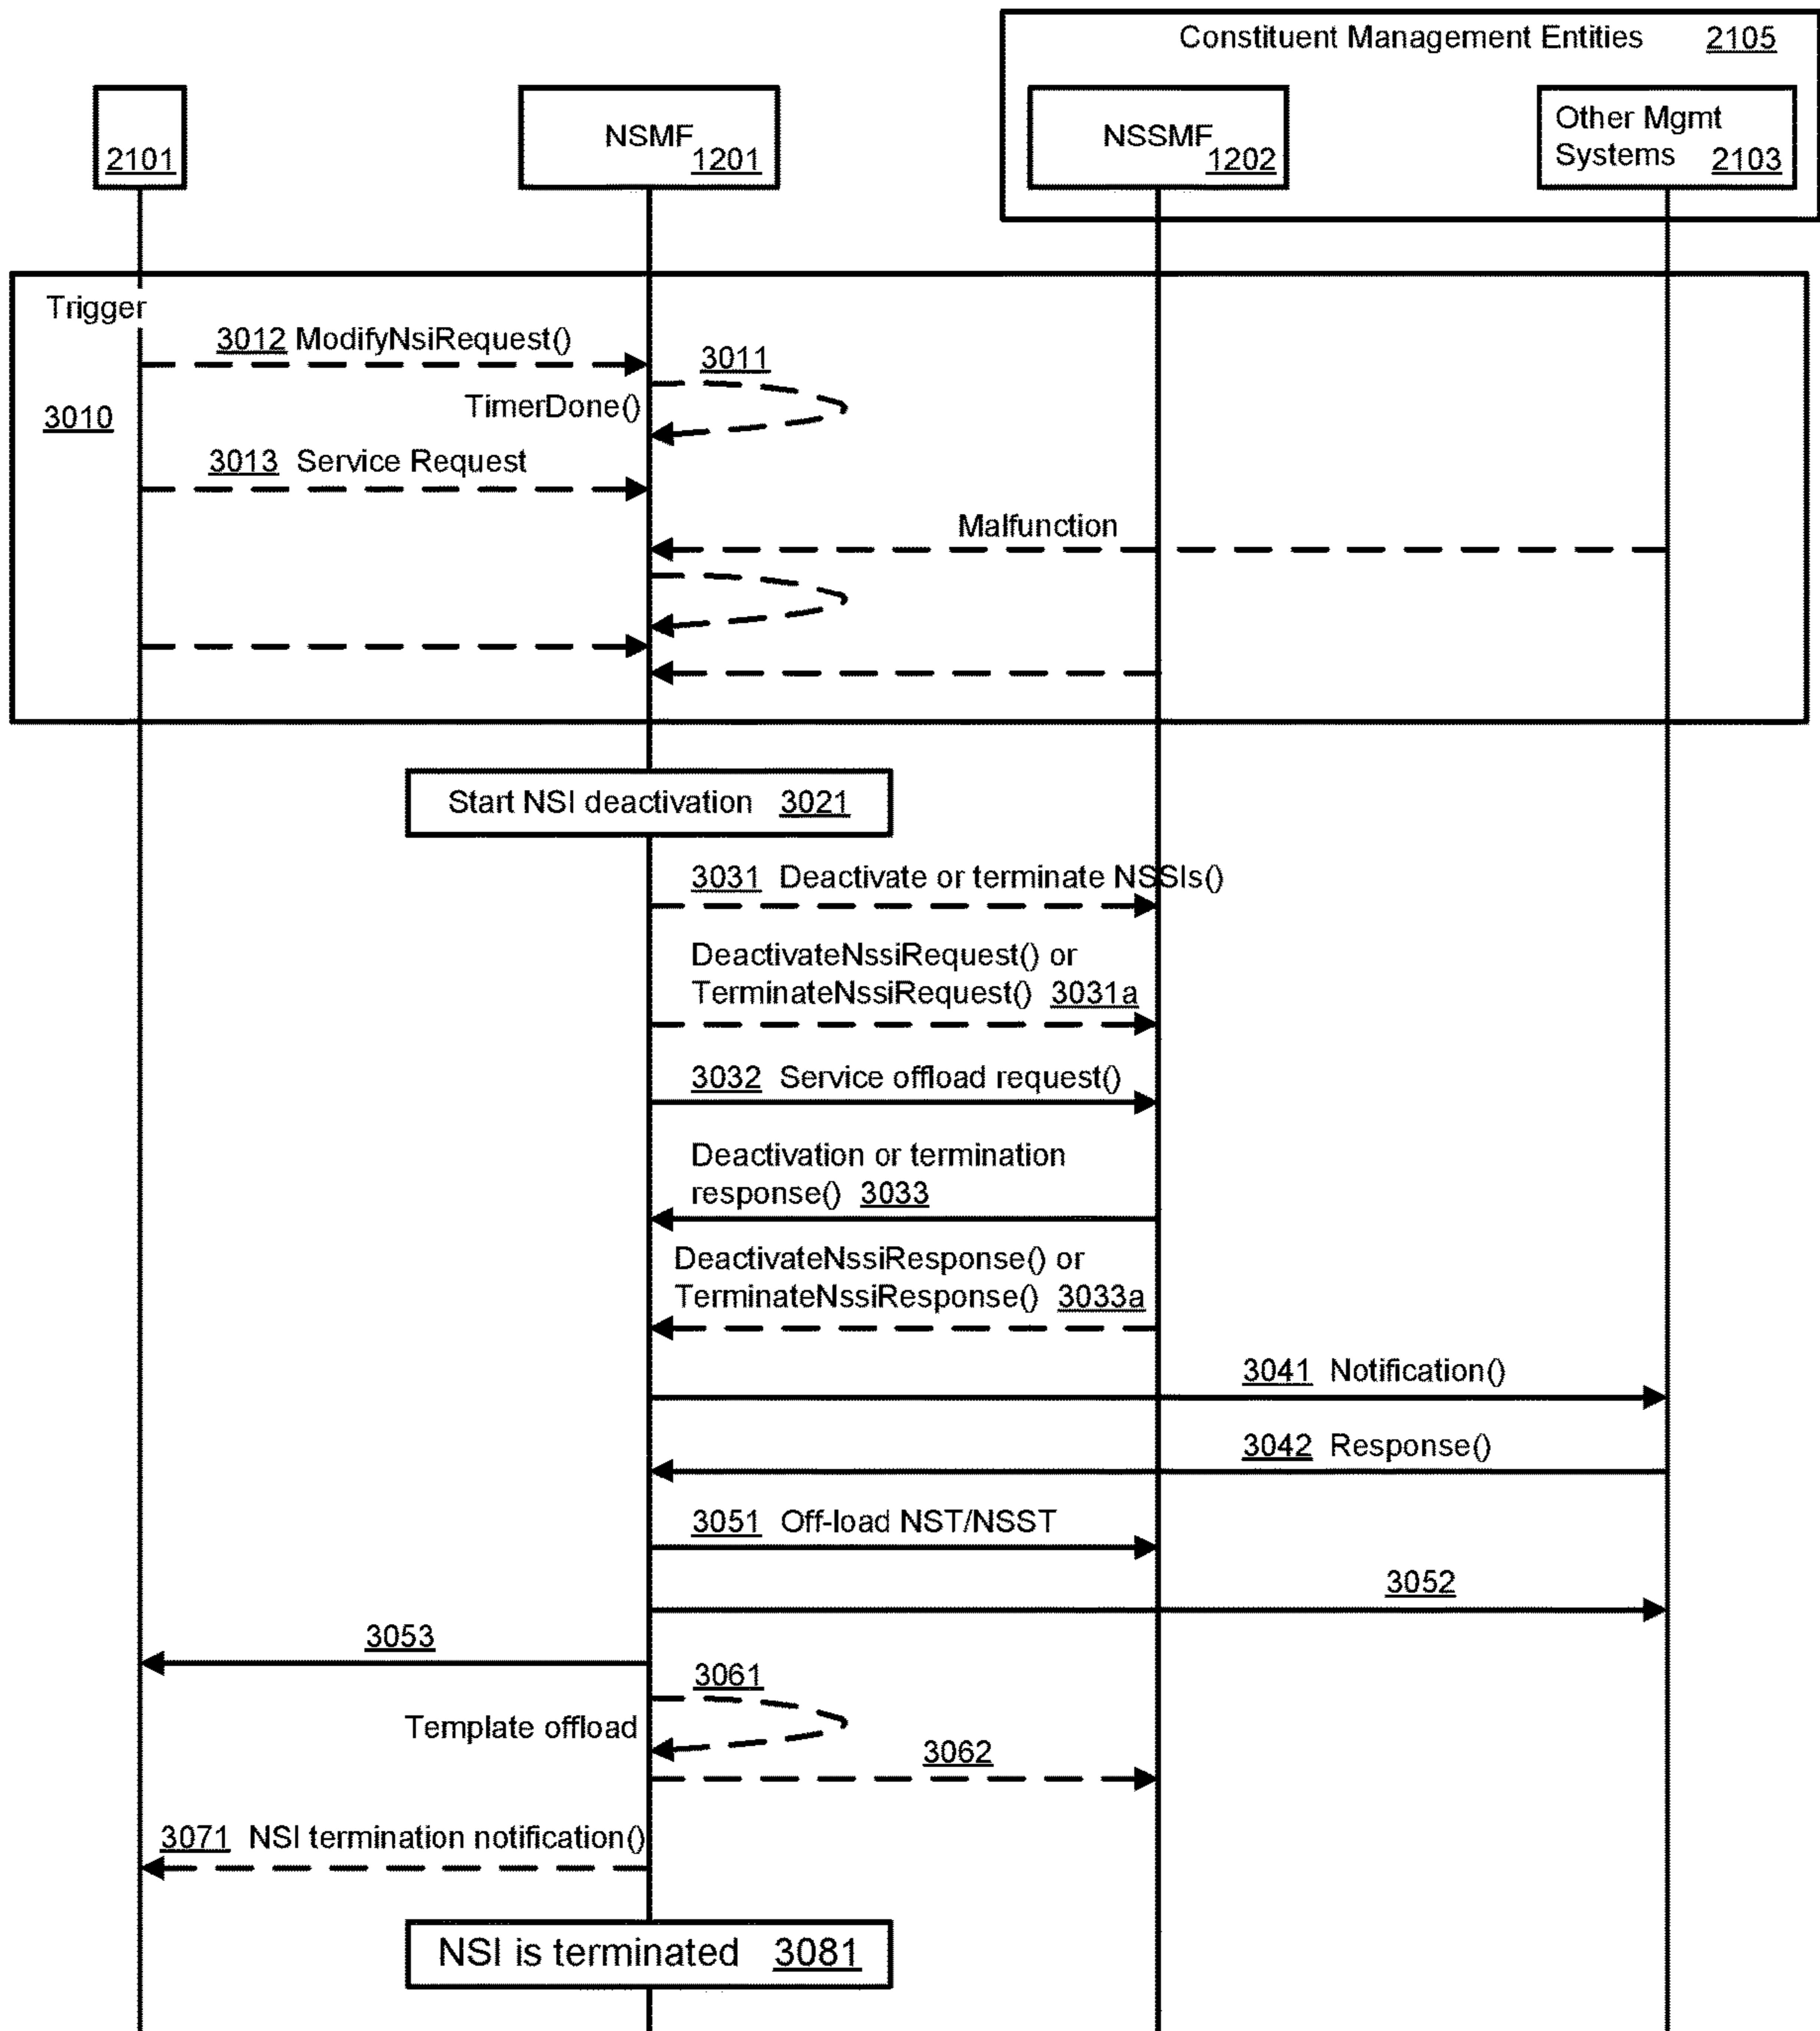 Constituent Management Entities 2105
2101
NSMF 1201
NSSMF 1202
Other Mgmt
Systems 2103
Trigger
3012 ModifyNsiRequest()
3011
TimerDone()
3010
3013 Service Request
Malfunction
Start NSI deactivation 3021
3031 Deactivate or terminate NSSIs()
DeactivateNssiRequest() or
TerminateNssiRequest() 3031a
3032 Service offload request()
Deactivation or termination
response() 3033
DeactivateNssiResponse() or
TerminateNssiResponse() 3033a
3041 Notification()
3042 Response()
3051 Off-load NST/NSST
3052
3053
3061
Template offload
3062
3071 NSI termination notification()
NSI is terminated 3081